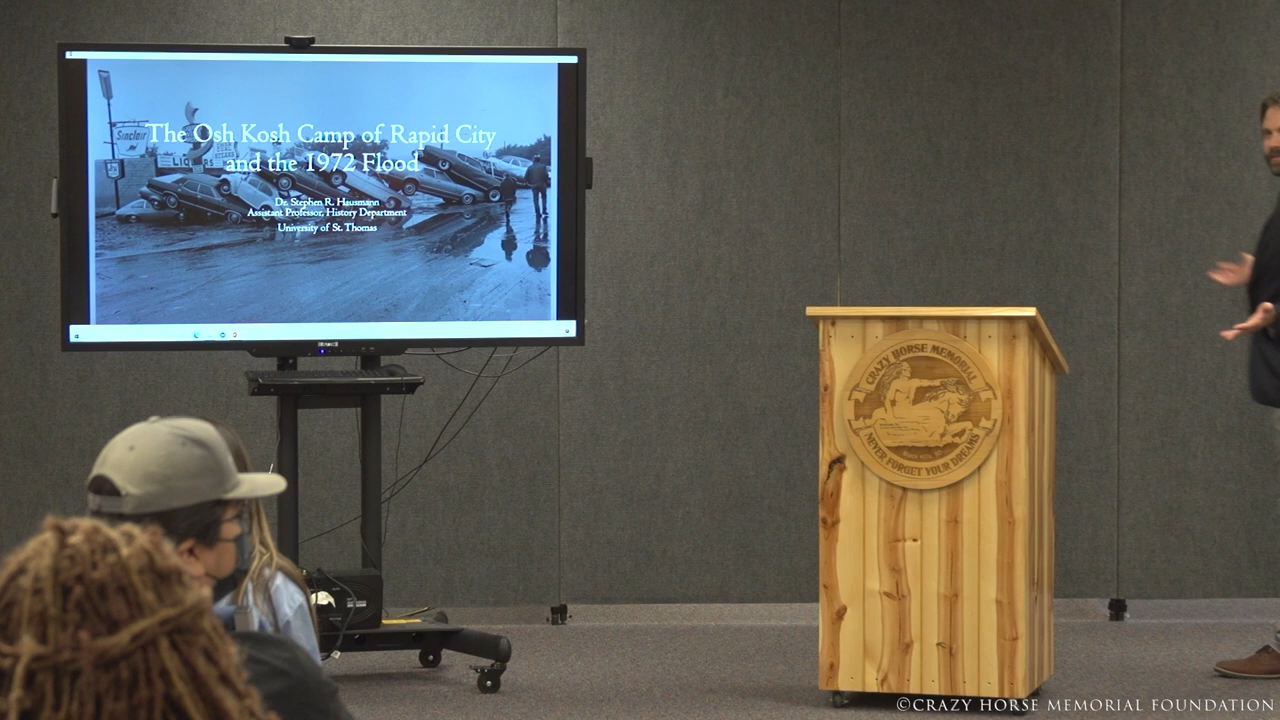 The Osh Kosh Camp of Rapid City
and the 1972 Flood
Dr. Stephen R. Hausmann
Assistant Professor, History Department
University of St. Thomas
Sinclair
CRAZY HORSE MEMORIAL
NEVER FORGET YOUR DREAMS
©CRAZY HORSE MEMORIAL FOUNDATION